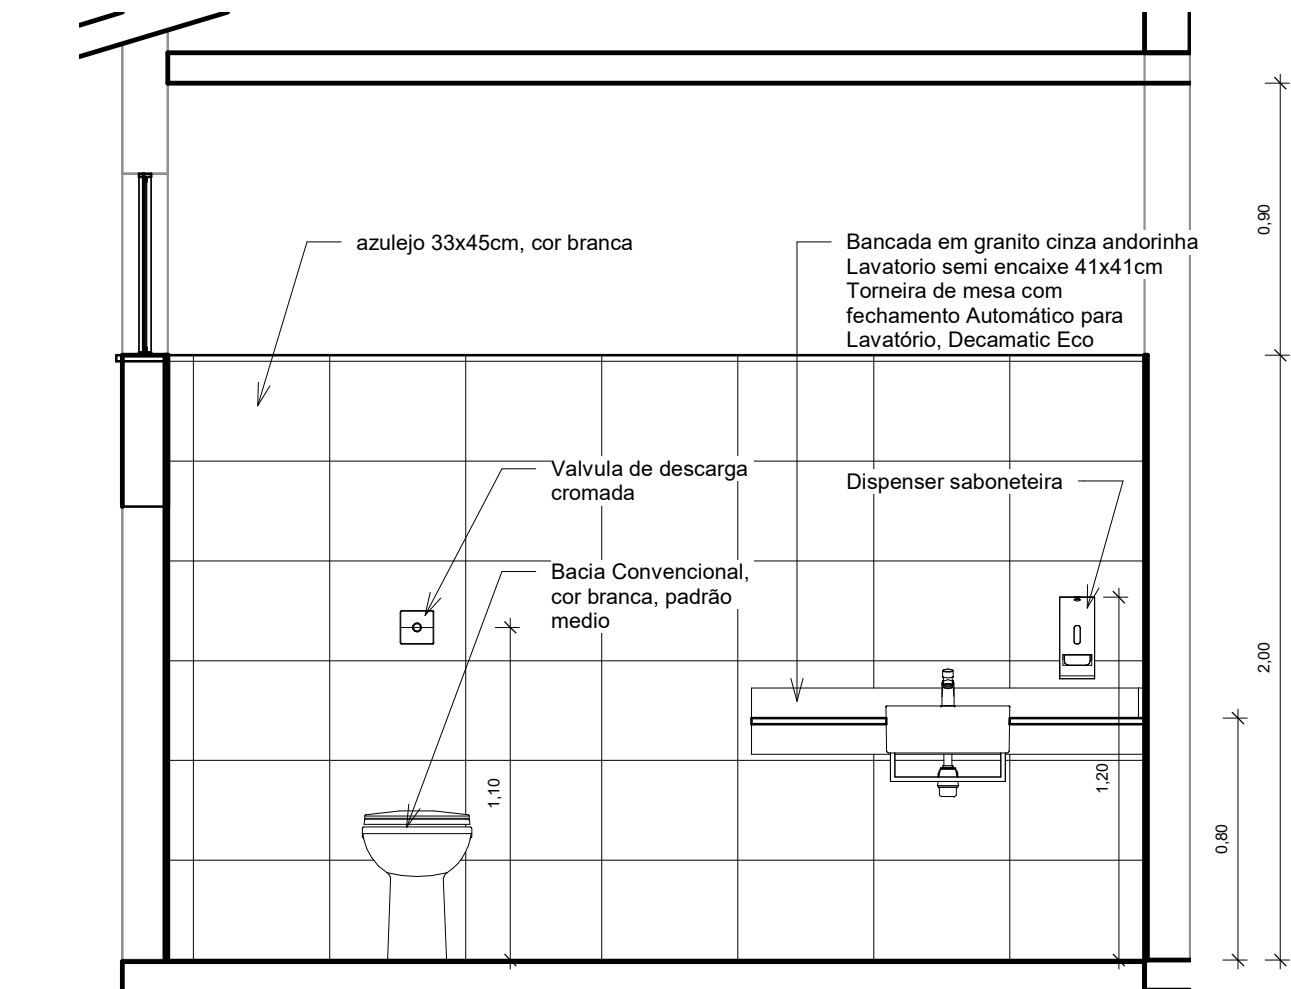 azulejo 33x45cm, cor branca
Bancada em granito cinza andorinha
Lavatorio semi encaixe 41x41cm
Torneira de mesa com
fechamento Automático para
Lavatório, Decamatic Eco
Valvula de descarga
cromada
Dispenser saboneteira
Bacia Convencional,
cor branca, padrão
medio
1,10
1,20
0,80
2,00
0,90